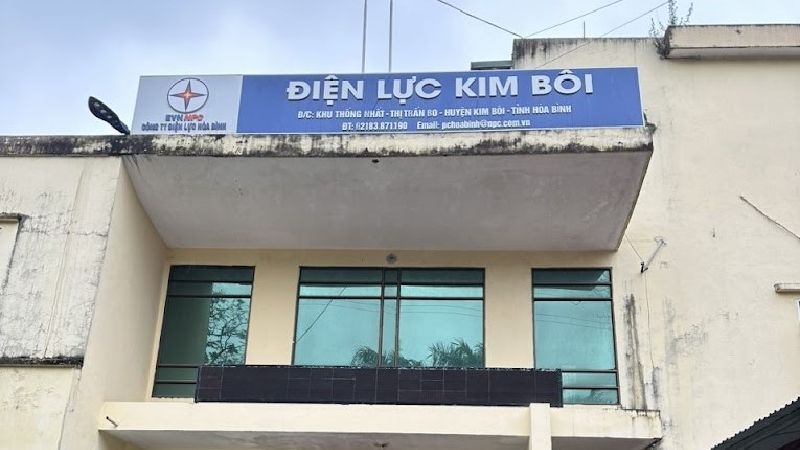 EVNNPC
CÔNG TY ĐIỆN LỰC HÒA BÌNH
ĐIỆN LỰC KIM BÔI
Đ/C: KHU THỐNG NHẤT - THỊ TRẤN BO - HUYỆN KIM BÔI - TỈNH HÒA BÌNH
ĐT: 02183.871190 Email: pchoabinh@npc.com.vn